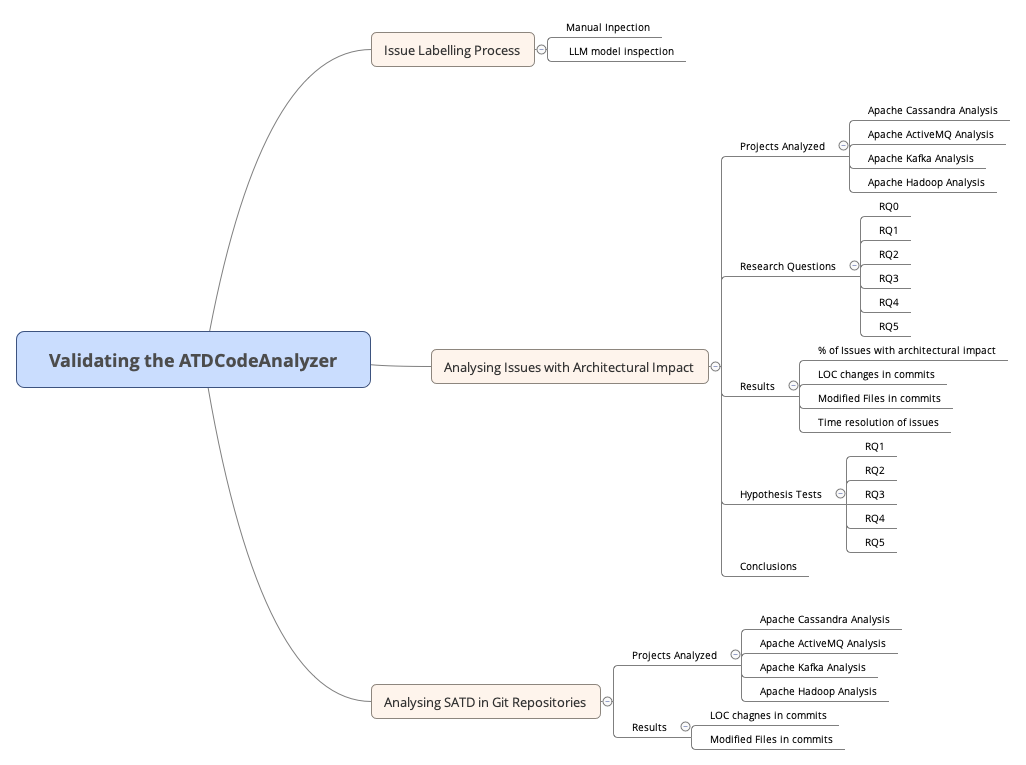 Validating the ATDCodeAnalyzer
Issue Labelling Process
Manual Inpection
LLM model inspection
Analysing Issues with Architectural Impact
Projects Analyzed
Apache Cassandra Analysis
Apache ActiveMQ Analysis
Apache Kafka Analysis
Apache Hadoop Analysis
Research Questions
RQ0
RQ1
RQ2
RQ3
RQ4
RQ5
Results
% of Issues with architectural impact
LOC changes in commits
Modified Files in commits
Time resolution of issues
Hypothesis Tests
RQ1
RQ2
RQ3
RQ4
RQ5
Conclusions
Analysing SATD in Git Repositories
Projects Analyzed
Apache Cassandra Analysis
Apache ActiveMQ Analysis
Apache Kafka Analysis
Apache Hadoop Analysis
Results
LOC chagnes in commits
Modified Files in commits